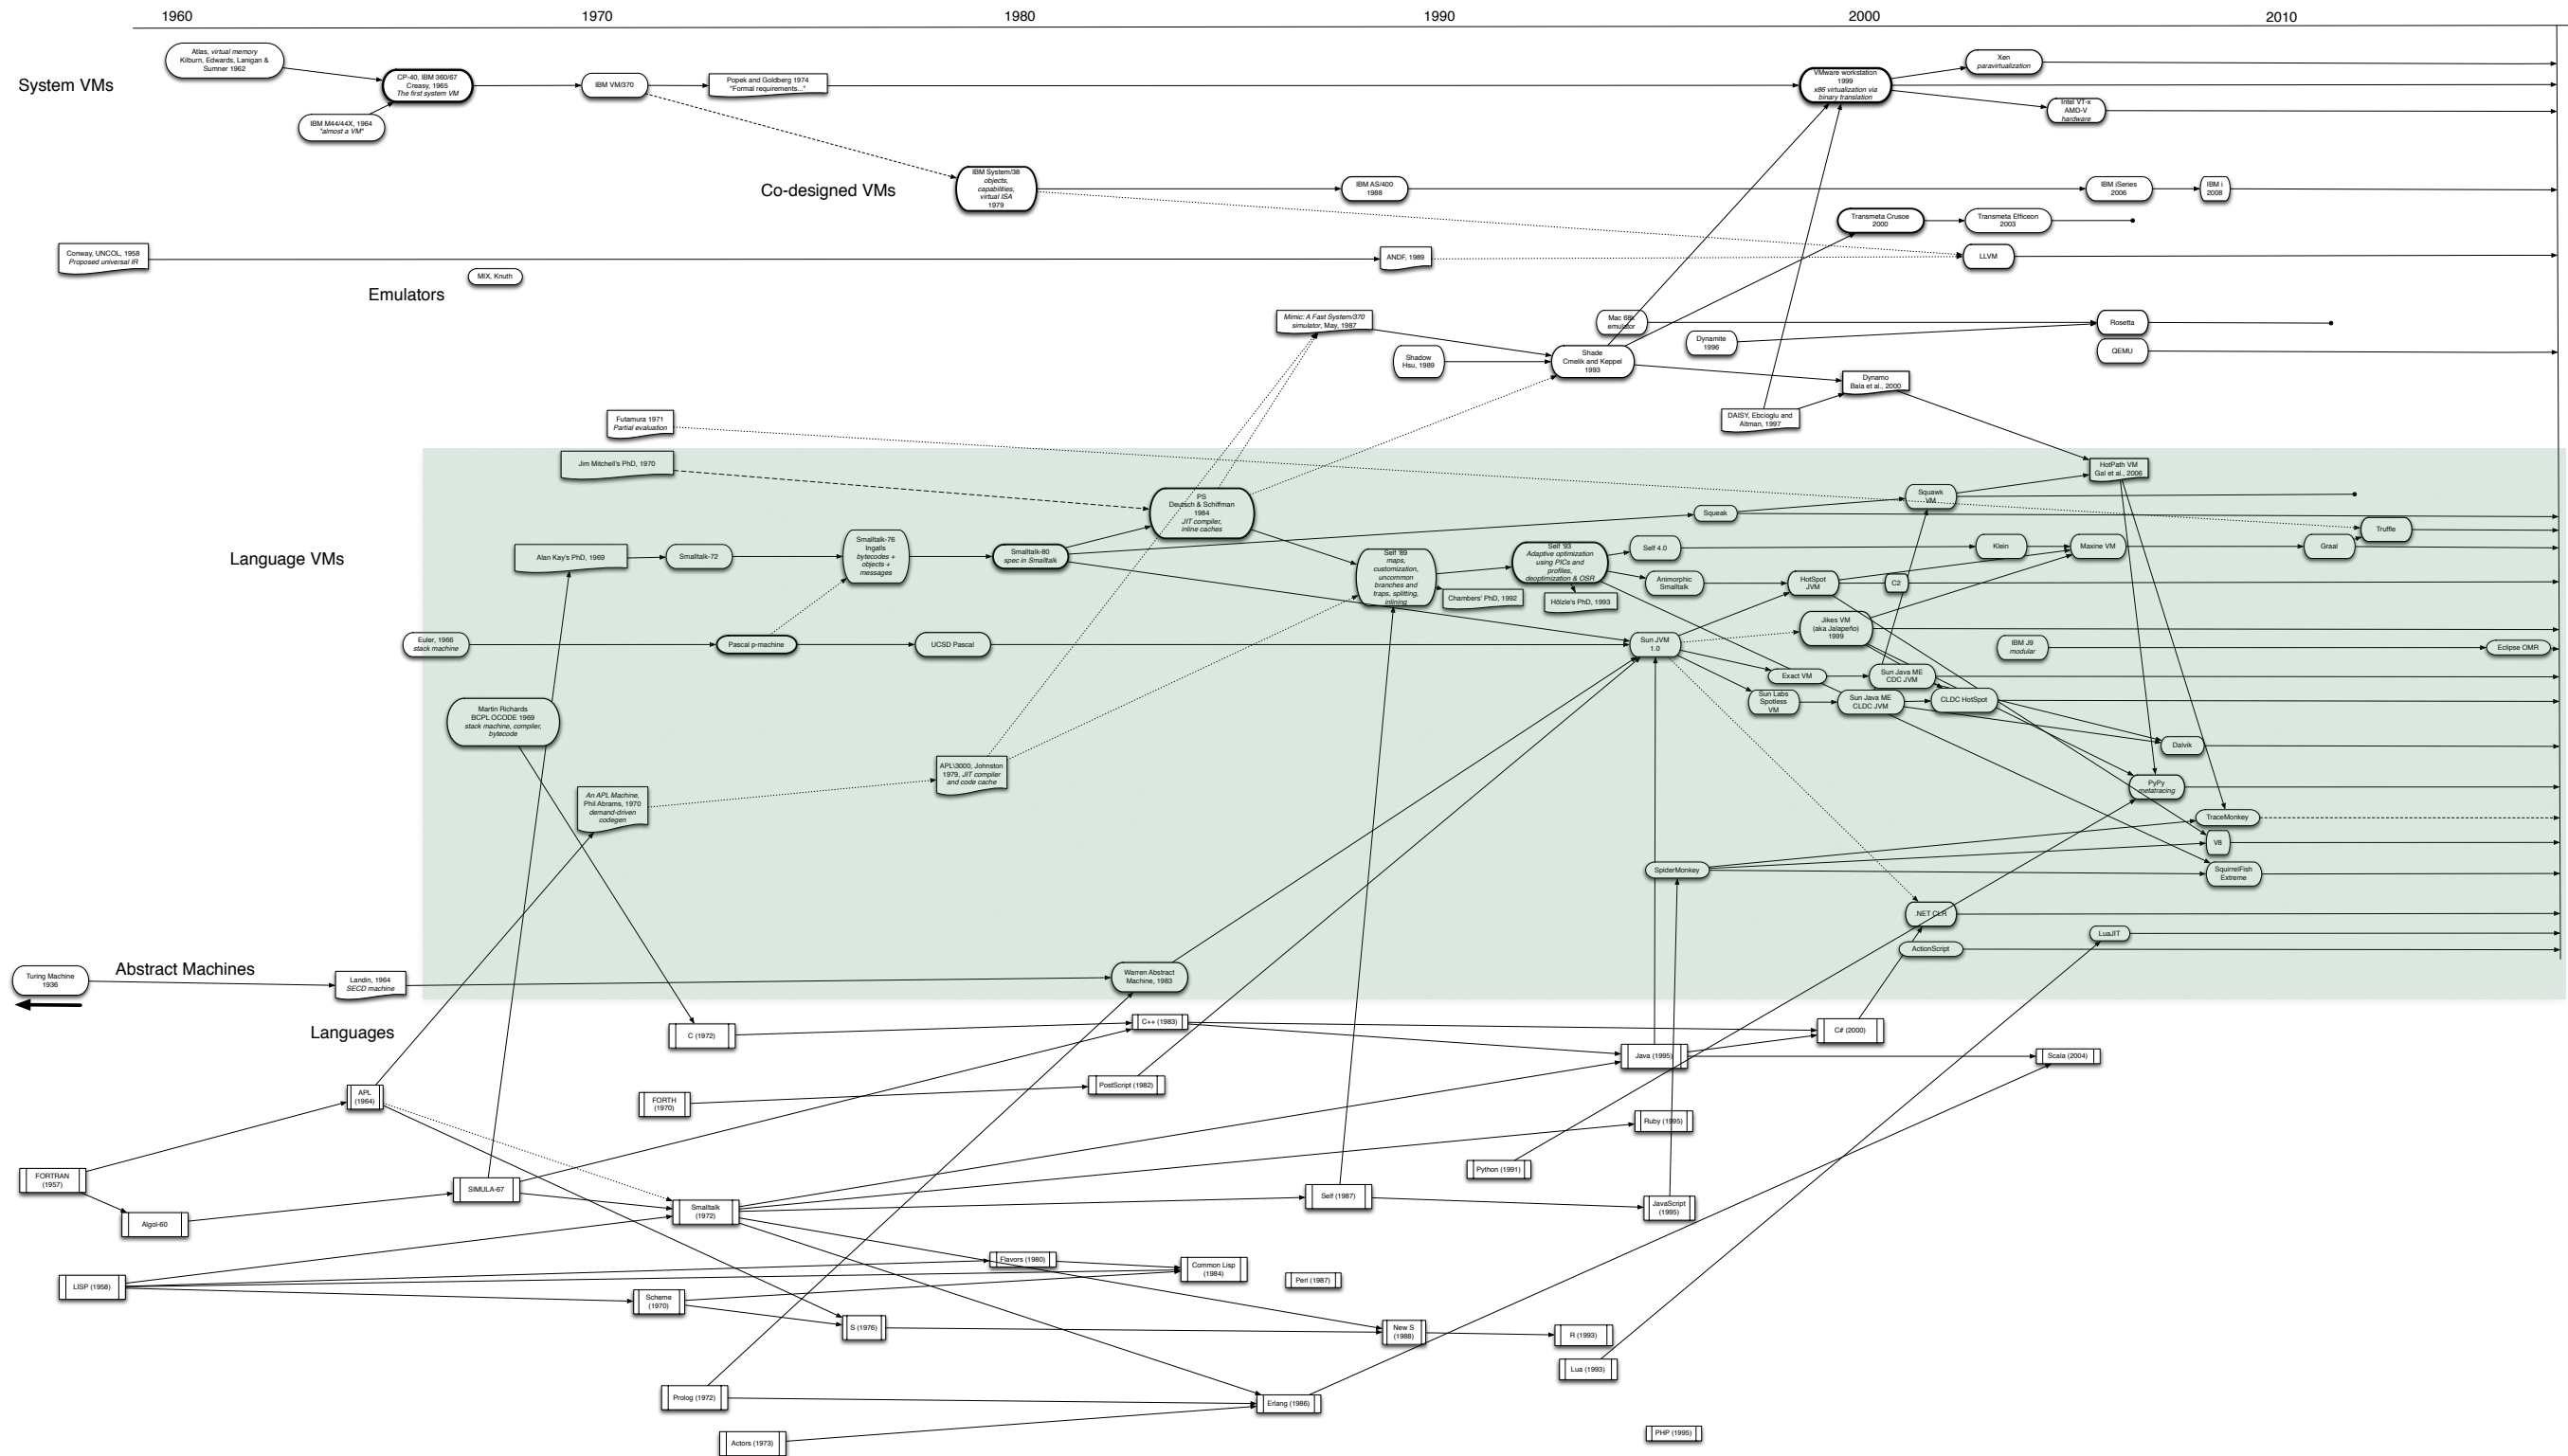 1960
1970
1980
1990
2000
2010
System VMs
Atlas, virtual memory
Kilburn, Edwards, Lanigan &
Sumner 1962
CP-40, IBM 360/67
Creasy, 1965
The first system VM
IBM M44/44X, 1964
"almost a VM"
IBM VM/370
Popek and Goldberg 1974
"Formal requirements..."
VMware workstation
1999
x86 virtualization via
binary translation
Xen
paravirtualization
Intel VT-x
AMD-V
hardware
Co-designed VMs
IBM System/38
objects,
capabilities,
virtual ISA
1979
IBM AS/400
1988
IBM iSeries
2006
IBM i
2008
Transmeta Crusoe
2000
Transmeta Efficeon
2003
Conway, UNCOL, 1958
Proposed universal IR
ANDF, 1989
LLVM
MIX, Knuth
Emulators
Mimic: A Fast System/370
simulator, May, 1987
Mac 68k
emulator
Rosetta
Dynamite
1996
QEMU
Shadow
Hsu, 1989
Shade
Cmelik and Keppel
1993
Dynamo
Bala et al., 2000
DAISY, Ebcioglu and
Altman, 1997
Futamura 1971
Partial evaluation
Jim Mitchell's PhD, 1970
HotPath VM
Gal et al., 2006
PS
Deutsch & Schiffman
1984
JIT compiler,
inline caches
Squawk
VM
Squeak
Truffle
Language VMs
Alan Kay's PhD, 1969
Smalltalk-72
Smalltalk-76
Ingalls
bytecodes +
objects +
messages
Smalltalk-80
spec in Smalltalk
Self '89
maps,
customization,
uncommon
branches and
traps, splitting,
inlining
Self '93
Adaptive optimization
using PICs and
profiles,
deoptimization & OSR
Self 4.0
Klein
Maxine VM
Graal
Animorphic
Smalltalk
HotSpot
JVM
C2
Chambers' PhD, 1992
Hölzle's PhD, 1993
Euler, 1966
stack machine
Pascal p-machine
UCSD Pascal
Sun JVM
1.0
Jikes VM
(aka Jalapeño)
1999
IBM J9
modular
Eclipse OMR
Exact VM
Sun Java ME
CDC JVM
Sun Labs
Spotless
VM
Sun Java ME
CLDC JVM
CLDC HotSpot
Martin Richards
BCPL OCODE 1969
stack machine, compiler,
bytecode
Dalvik
APL\3000, Johnston
1979, JIT compiler
and code cache
An APL Machine,
Phil Abrams, 1970
demand-driven
codegen
PyPy
metatracing
TraceMonkey
V8
SpiderMonkey
SquirrelFish
Extreme
.NET CLR
LuaJIT
ActionScript
Abstract Machines
Turing Machine
1936
Landin, 1964
SECD machine
Warren Abstract
Machine, 1983
Languages
C (1972)
C++ (1983)
C# (2000)
Java (1995)
Scala (2004)
APL
(1964)
FORTH
(1970)
PostScript (1982)
Ruby (1995)
FORTRAN
(1957)
SIMULA-67
Python (1991)
Algol-60
Smalltalk
(1972)
Self (1987)
JavaScript
(1995)
LISP (1958)
Flavors (1980)
Common Lisp
(1984)
Perl (1987)
Scheme
(1970)
S (1976)
New S
(1988)
R (1993)
Lua (1993)
Prolog (1972)
Erlang (1986)
Actors (1973)
PHP (1995)